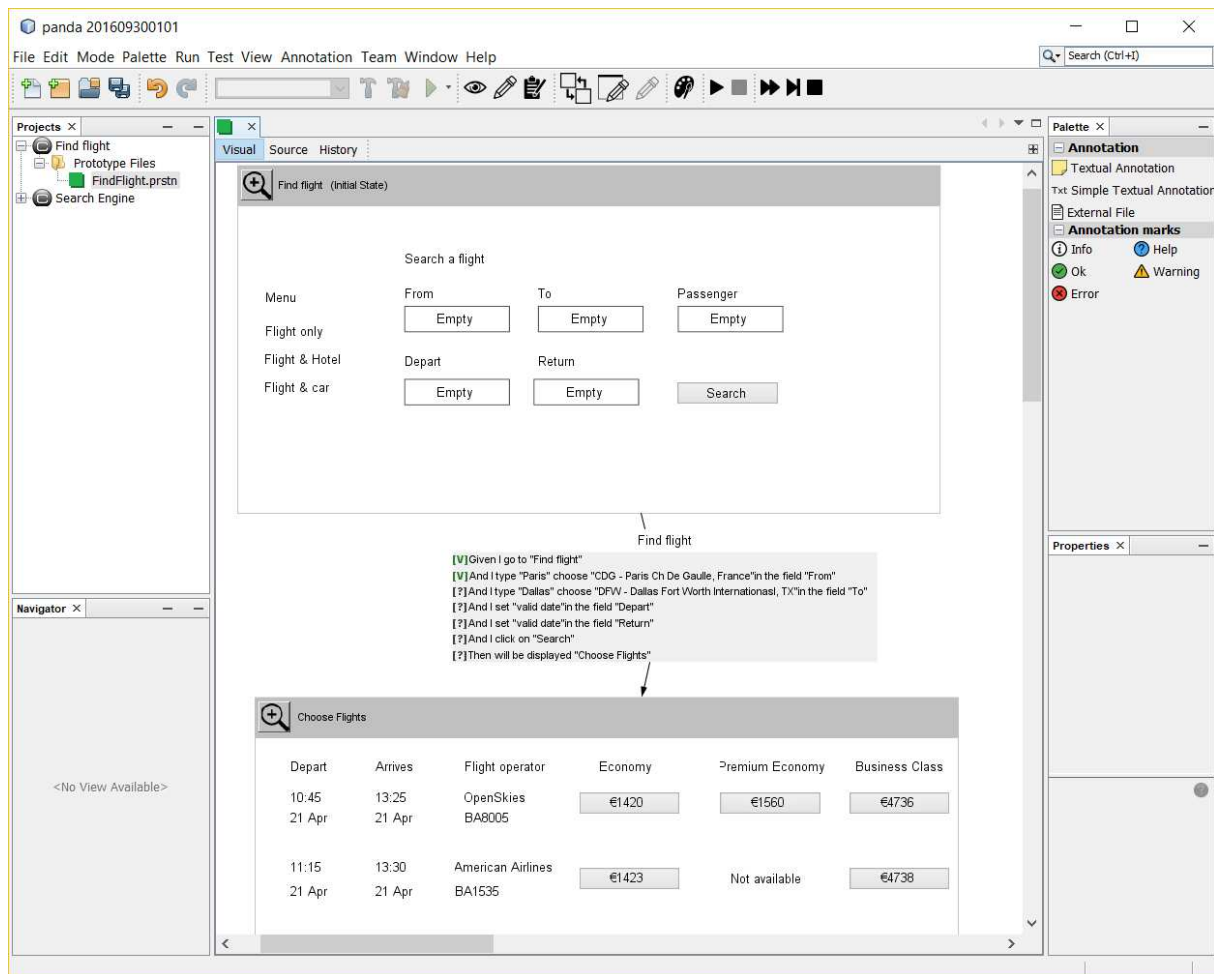 panda 201609300101
File Edit Mode Palette Run Test View Annotation Team Window Help
Search (Ctrl+I)
Projects
Find flight
Prototype Files
FindFlight.prstn
Search Engine
Navigator
<No View Available>
Visual Source History
Find flight (Initial State)
Search a flight
Menu
Flight only
Flight & Hotel
Flight & car
From To Passenger
Empty Empty Empty
Depart Return
Empty Empty Search
Find flight
[V]Given I go to "Find flight"
[V]And I type "Paris" choose "CDG - Paris Ch De Gaulle, France"in the field "From"
[?]And I type "Dallas" choose "DFW - Dallas Fort Worth Internationasl, TX"in the field "To"
[?]And I set "valid date"in the field "Depart"
[?]And I set "valid date"in the field "Return"
[?]And I click on "Search"
[?]Then will be displayed "Choose Flights"
Choose Flights
Depart Arrives Flight operator Economy Premium Economy Business Class
10:45 13:25 OpenSkies €1420 €1560 €4736
21 Apr 21 Apr BA8005
11:15 13:30 American Airlines €1423 Not available €4738
21 Apr 21 Apr BA1535
Palette
Annotation
Textual Annotation
Txt Simple Textual Annotation
External File
Annotation marks
Info Help
Ok Warning
Error
Properties